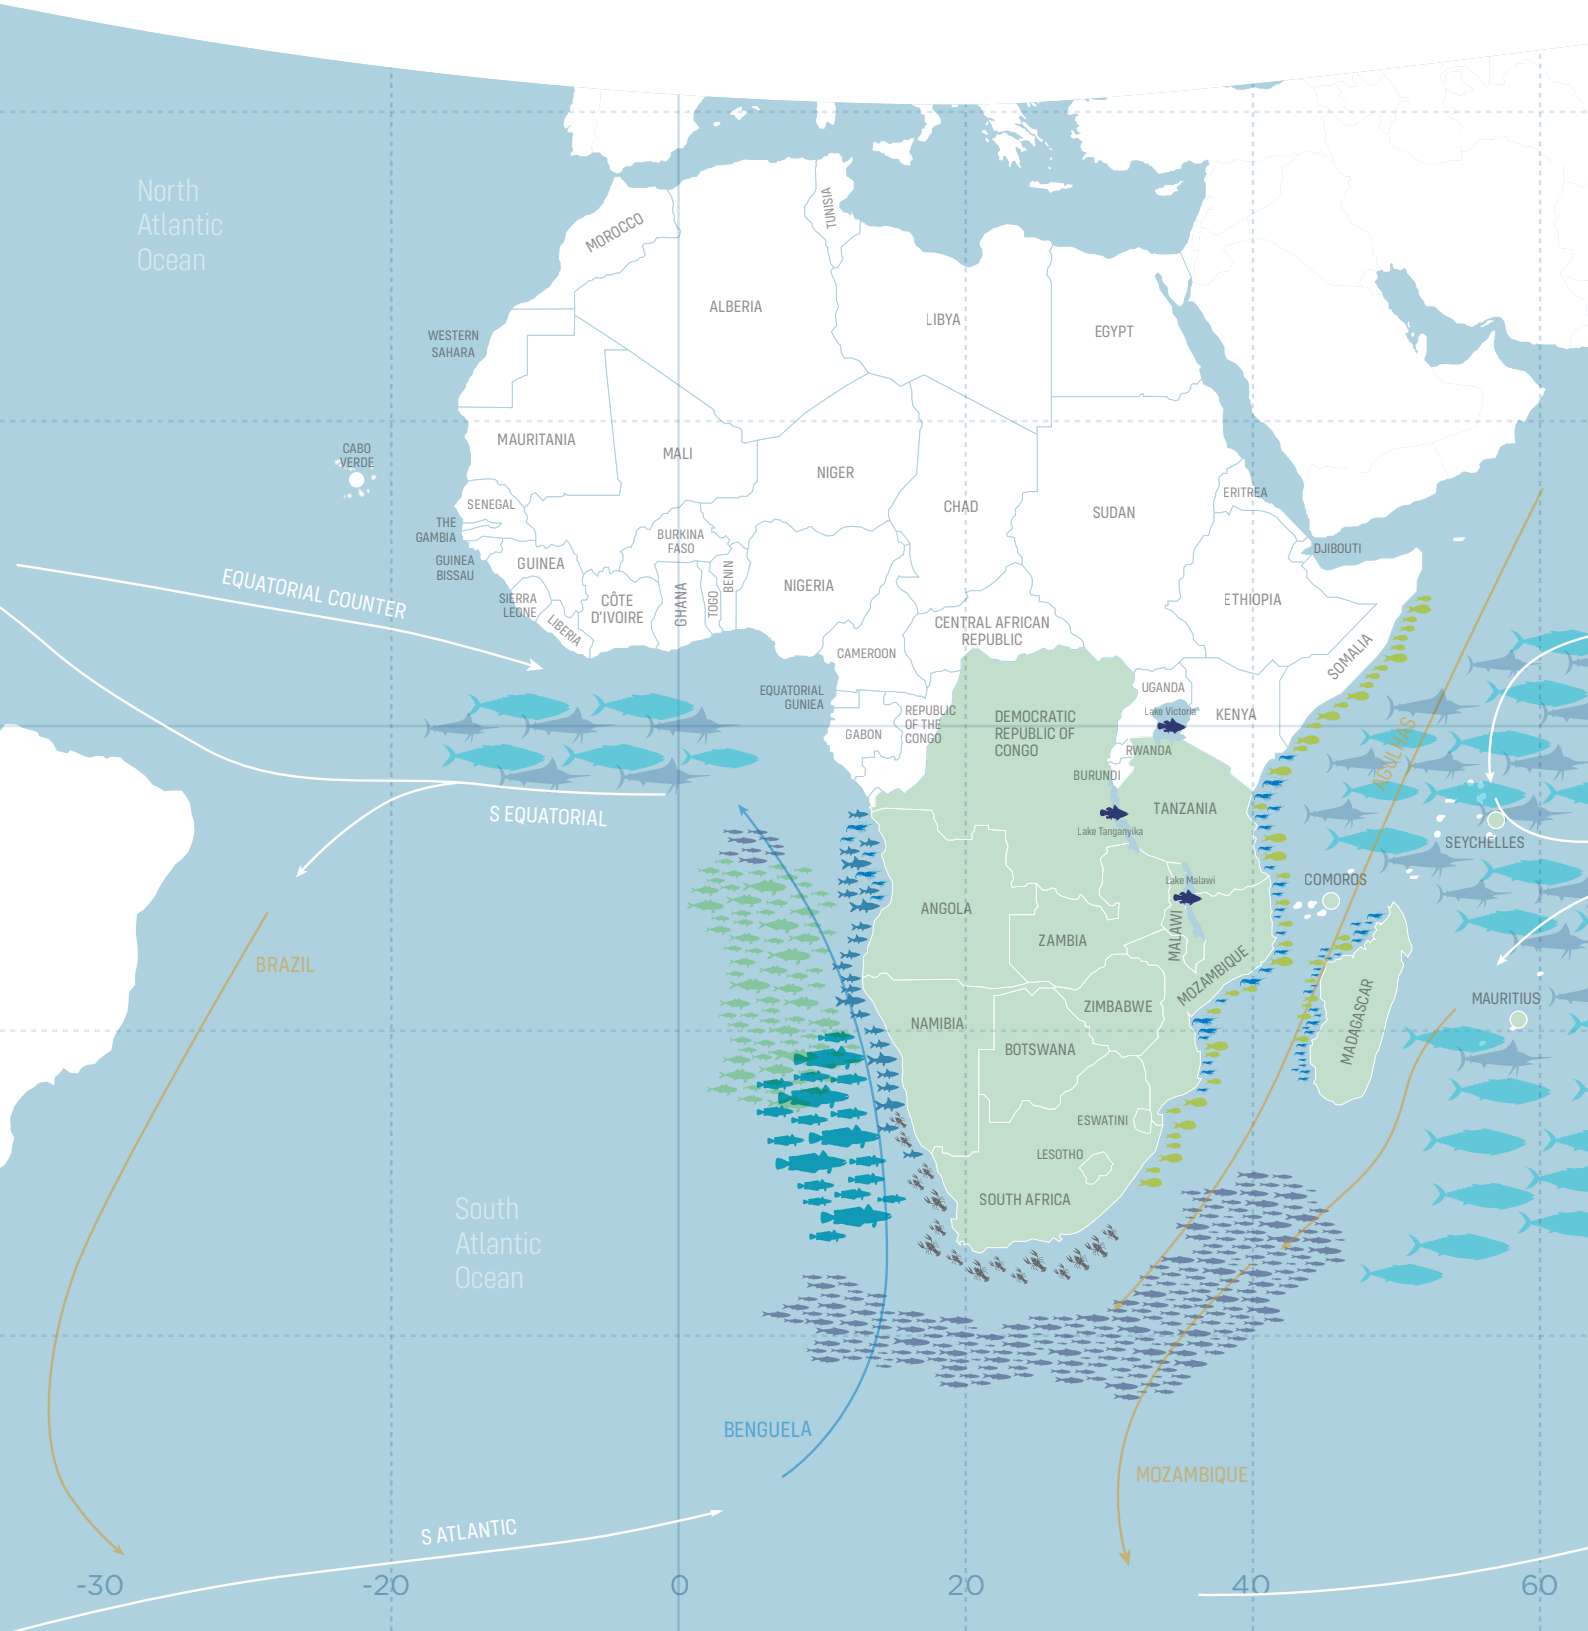 North
Atlantic
Ocean
MOROCCO
TUNISIA
ALBERIA
LIBYA
EGYPT
WESTERN
SAHARA
MAURITANIA
MALI
NIGER
CHAD
SUDAN
ERITREA
CABO
VERDE
SENEGAL
THE
GAMBIA
GUINEA
BISSAU
GUINEA
SIERRA
LEONE
LIBERIA
CÔTE
D'IVOIRE
BURKINA
FASO
GHANA
TOGO
BENIN
NIGERIA
DJIBOUTI
ETHIOPIA
SOMALIA
CENTRAL AFRICAN
REPUBLIC
CAMEROON
EQUATORIAL
GUNIEA
GABON
REPUBLIC
OF THE
CONGO
DEMOCRATIC
REPUBLIC OF
CONGO
UGANDA
Lake Victoria
KENYA
RWANDA
BURUNDI
TANZANIA
Lake Tanganyika
Lake Malawi
EQUATORIAL COUNTER
S EQUATORIAL
AGULHAS
SEYCHELLES
COMOROS
ANGOLA
ZAMBIA
MALAWI
MOZAMBIQUE
ZIMBABWE
NAMIBIA
BOTSWANA
MADAGASCAR
MAURITIUS
ESWATINI
LESOTHO
SOUTH AFRICA
BRAZIL
South
Atlantic
Ocean
BENGUELA
MOZAMBIQUE
S ATLANTIC
-30
-20
0
20
40
60